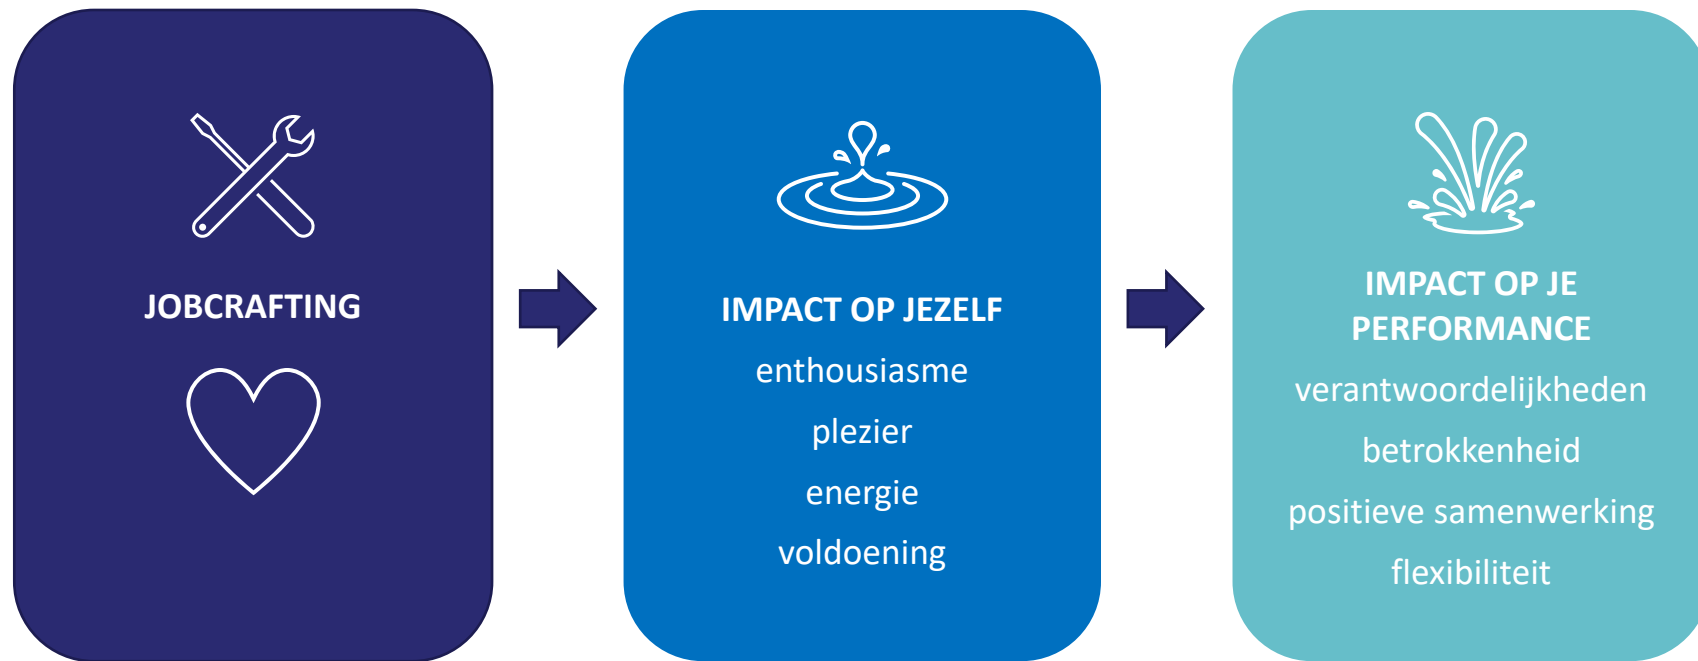 JOBCRAFTING
IMPACT OP JEZELF
enthousiasme
plezier
energie
voldoening
IMPACT OP JE
PERFORMANCE
verantwoordelijkheden
betrokkenheid
positieve samenwerking
flexibiliteit